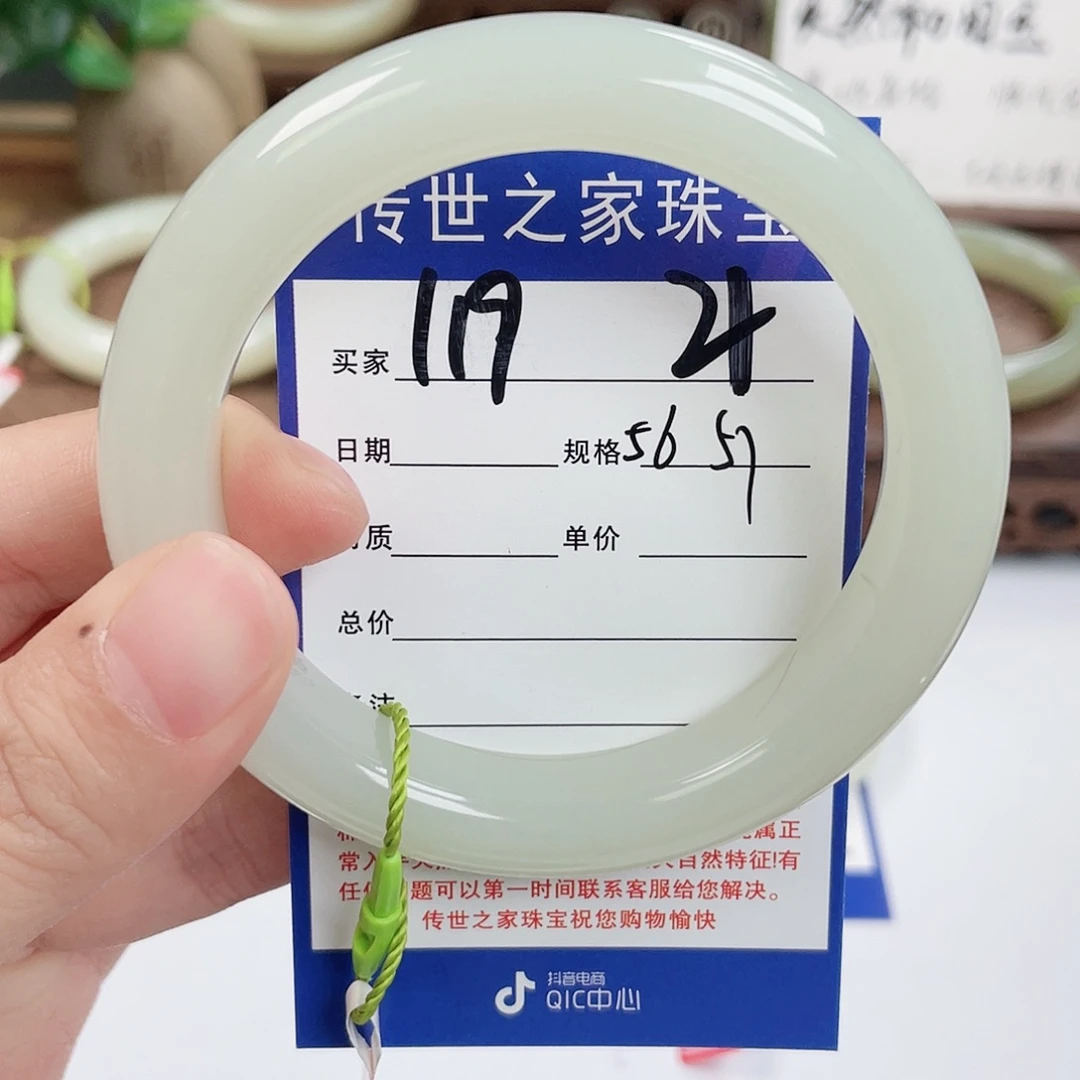 传世之家珠宝
买家 119 21
日期 规格 56 57
质 单价
总价
属正
自然特征!有
题可以第一时间联系客服给您解决。
传世之家珠宝祝您购物愉快
抖音电商
QIC中心